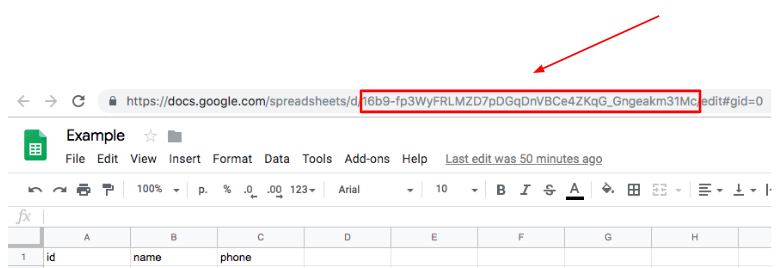 https://docs.google.com/spreadsheets/d/16b9-fp3WyFRLMZD7pDGqDnVBCe4ZKqG_Gngeakm31Mc/edit#gid=0
Example
File Edit View Insert Format Data Tools Add-ons Help Last edit was 50 minutes ago
100% р. % .0 .00 123 Arial 10 B I S A
fx
A B C D E F G H
1 id name phone